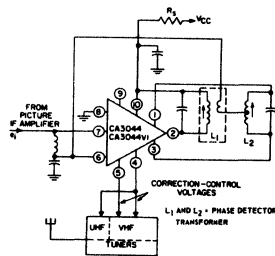 Rs
VCC
FROM
PICTURE
IF AMPLIFIER
ei
9
10
8
7
6
5
4
1
2
3
CA3044
CA3044V1
L1
L2
CORRECTION-CONTROL
VOLTAGES
L1 AND L2 = PHASE DETECTOR
TRANSFORMER
UHF
VHF
TUNERS